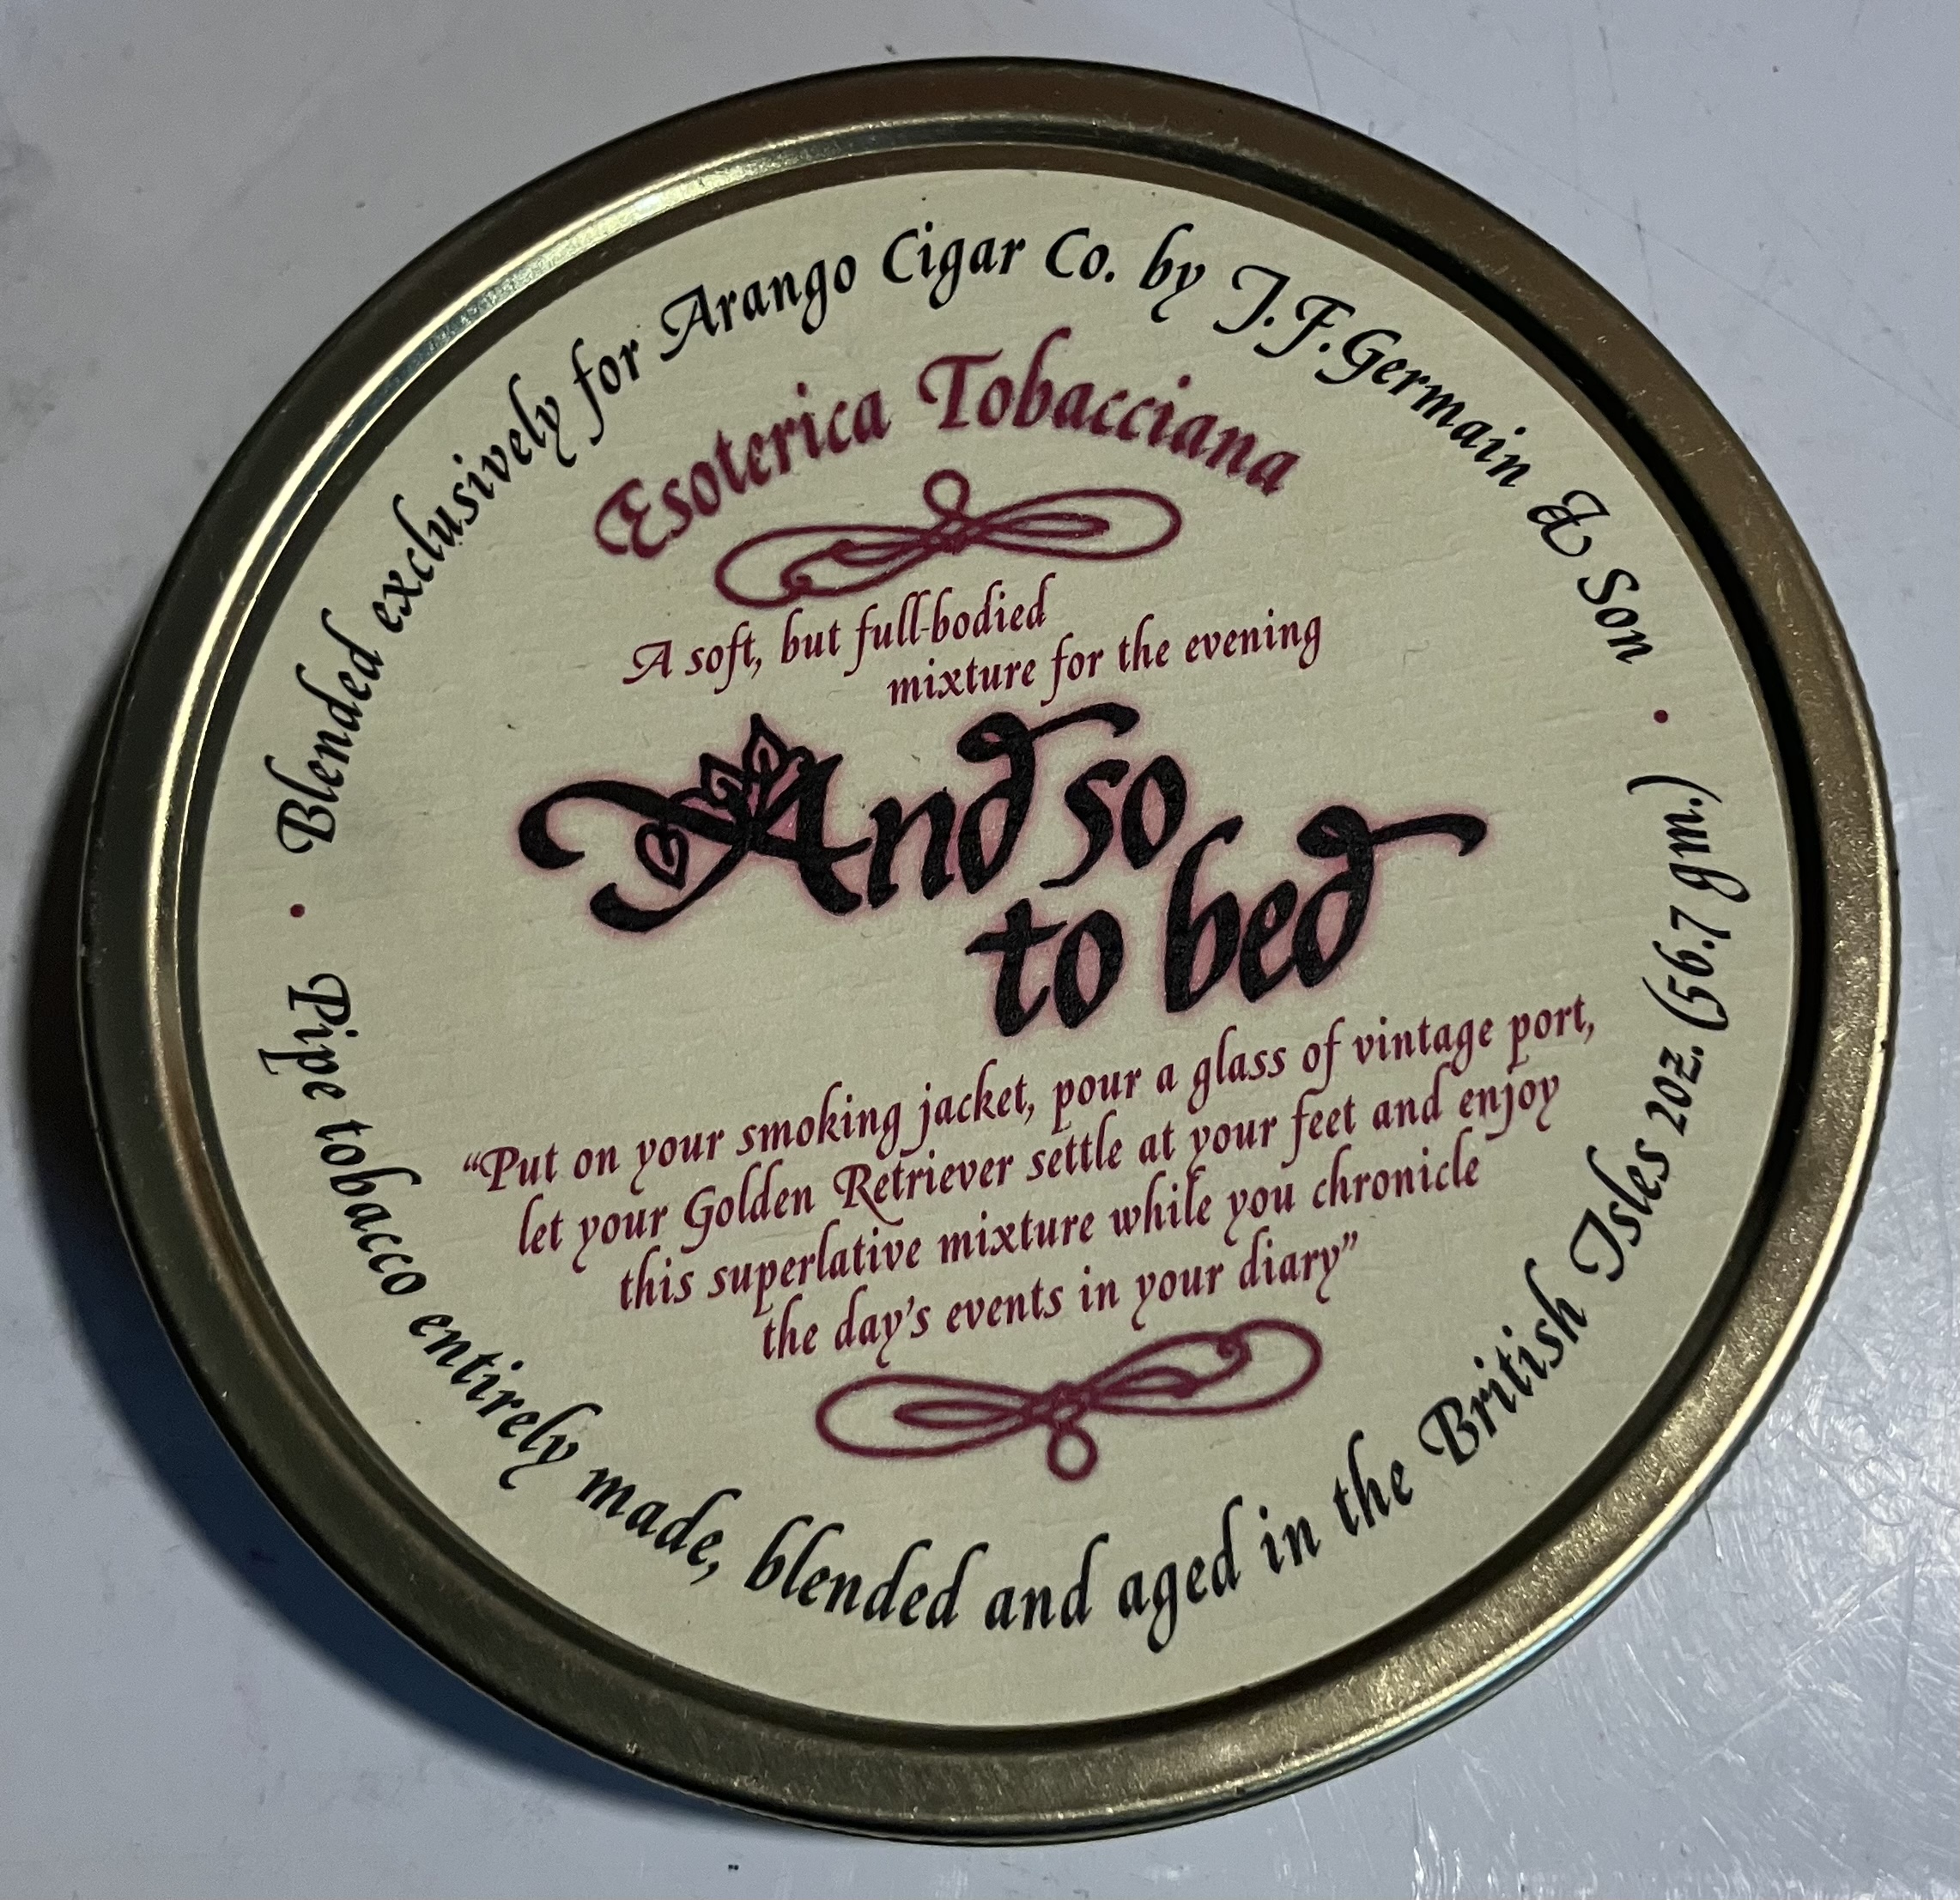 Blended exclusively for Arango Cigar Co. by J.F.Germain & Son
Esoterica Tobacciana
A soft, but full-bodied
mixture for the evening
And so
to bed
“Put on your smoking jacket, pour a glass of vintage port,
let your Golden Retriever settle at your feet and enjoy
this superlative mixture while you chronicle
the day's events in your diary”
Pipe tobacco entirely made, blended and aged in the British Isles 2oz. (56.7 gm.)